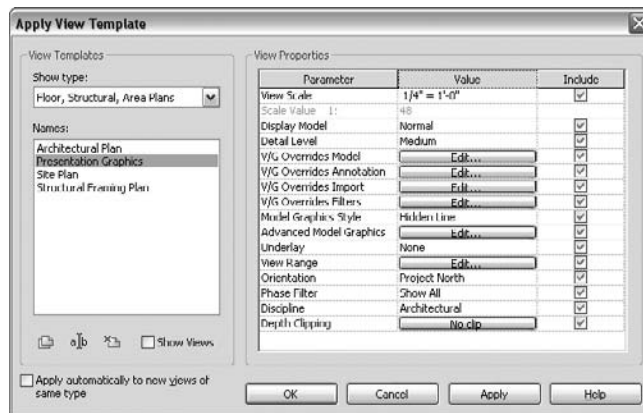 Apply View Template
View Templates
Show type:
Floor, Structural, Area Plans
Names:
Architectural Plan
Presentation Graphics
Site Plan
Structural Framing Plan
Show Views
Apply automatically to new views of
same type
View Properties
Parameter Value Include
View Scale 1/4" = 1'-0"
Scale Value 1: 48
Display Model Normal
Detail Level Medium
V/G Overrides Model Edit...
V/G Overrides Annotation Edit...
V/G Overrides Import Edit...
V/G Overrides Filters Edit...
Model Graphics Style Hidden Line
Advanced Model Graphics Edit...
Underlay None
View Range Edit...
Orientation Project North
Phase Filter Show All
Discipline Architectural
Depth Clipping No clip
OK Cancel Apply Help